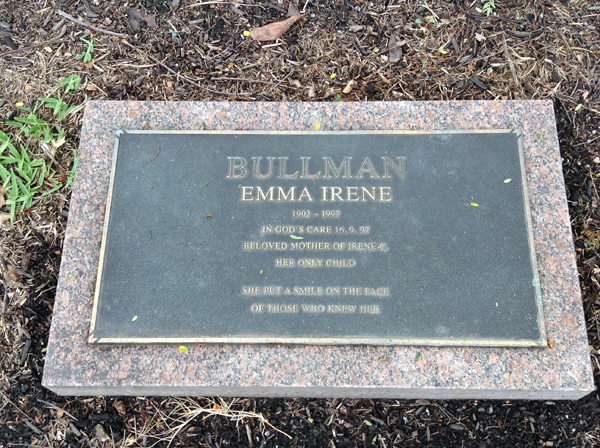 BULLMAN
EMMA IRENE
1903 – 1997
IN GOD'S CARE 16. 9. 97
BELOVED MOTHER OF IRENE-C.
HER ONLY CHILD
SHE PUT A SMILE ON THE FACE
OF THOSE WHO KNEW HER